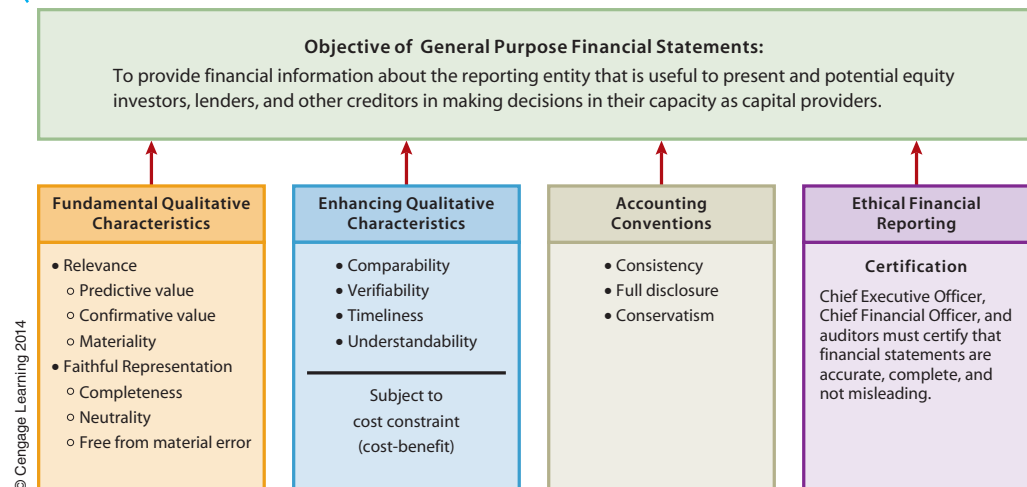 Objective of General Purpose Financial Statements:
To provide financial information about the reporting entity that is useful to present and potential equity
investors, lenders, and other creditors in making decisions in their capacity as capital providers.
Fundamental Qualitative
Characteristics
• Relevance
○ Predictive value
○ Confirmative value
○ Materiality
• Faithful Representation
○ Completeness
○ Neutrality
○ Free from material error
Enhancing Qualitative
Characteristics
• Comparability
• Verifiability
• Timeliness
• Understandability
Subject to
cost constraint
(cost-benefit)
Accounting
Conventions
• Consistency
• Full disclosure
• Conservatism
Ethical Financial
Reporting
Certification
Chief Executive Officer,
Chief Financial Officer, and
auditors must certify that
financial statements are
accurate, complete, and
not misleading.
© Cengage Learning 2014